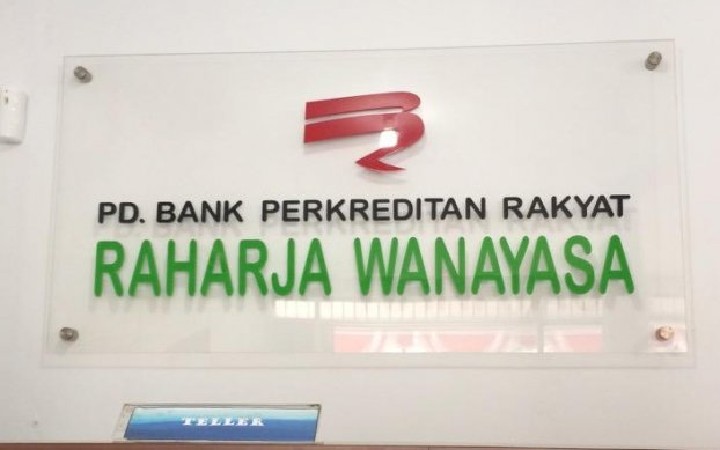 PD. BANK PERKREDITAN RAKYAT
RAHARJA WANAYASA
TELLER